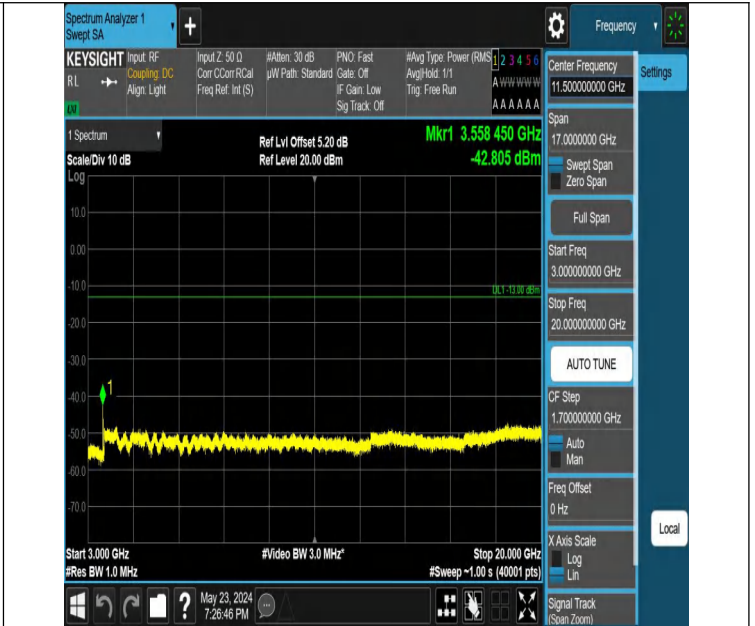 Spectrum Analyzer 1
Swept SA
+
Frequency
KEYSIGHT
RL
LXI
Input: RF
Coupling: DC
Align: Light
Input Z: 50 Ω
Corr CCorr RCal
Freq Ref: Int (S)
#Atten: 30 dB
µW Path: Standard
PNO: Fast
Gate: Off
IF Gain: Low
Sig Track: Off
#Avg Type: Power (RMS
Avg|Hold: 1/1
Trig: Free Run
1 2 3 4 5 6
A W W W W W
A A A A A A
1 Spectrum
Scale/Div 10 dB
Log
Ref Lvl Offset 5.20 dB
Ref Level 20.00 dBm
Mkr1 3.558 450 GHz
-42.805 dBm
10.0
0.00
-10.0
DL1 -13.00 dBm
-20.0
-30.0
-40.0
1
-50.0
-60.0
-70.0
Start 3.000 GHz
#Res BW 1.0 MHz
#Video BW 3.0 MHz*
Stop 20.000 GHz
#Sweep ~1.00 s (40001 pts)
?
May 23, 2024
7:26:46 PM
Center Frequency
11.500000000 GHz
Settings
Span
17.0000000 GHz
Swept Span
Zero Span
Full Span
Start Freq
3.000000000 GHz
Stop Freq
20.000000000 GHz
AUTO TUNE
CF Step
1.700000000 GHz
Auto
Man
Freq Offset
0 Hz
X Axis Scale
Log
Lin
Local
Signal Track
(Span Zoom)